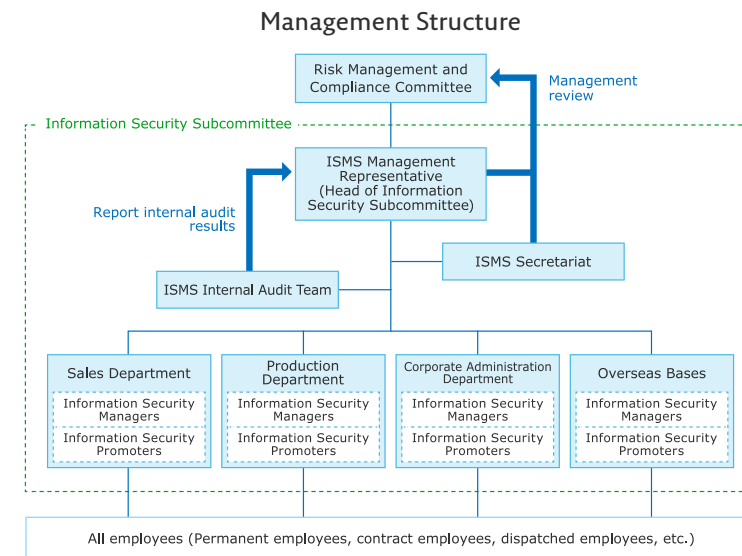 Management Structure
Risk Management and
Compliance Committee
Management
review
Information Security Subcommittee
ISMS Management
Representative
(Head of Information
Security Subcommittee)
Report internal audit
results
ISMS Secretariat
ISMS Internal Audit Team
Sales Department
Information Security
Managers
Information Security
Promoters
Production
Department
Information Security
Managers
Information Security
Promoters
Corporate Administration
Department
Information Security
Managers
Information Security
Promoters
Overseas Bases
Information Security
Managers
Information Security
Promoters
All employees (Permanent employees, contract employees, dispatched employees, etc.)